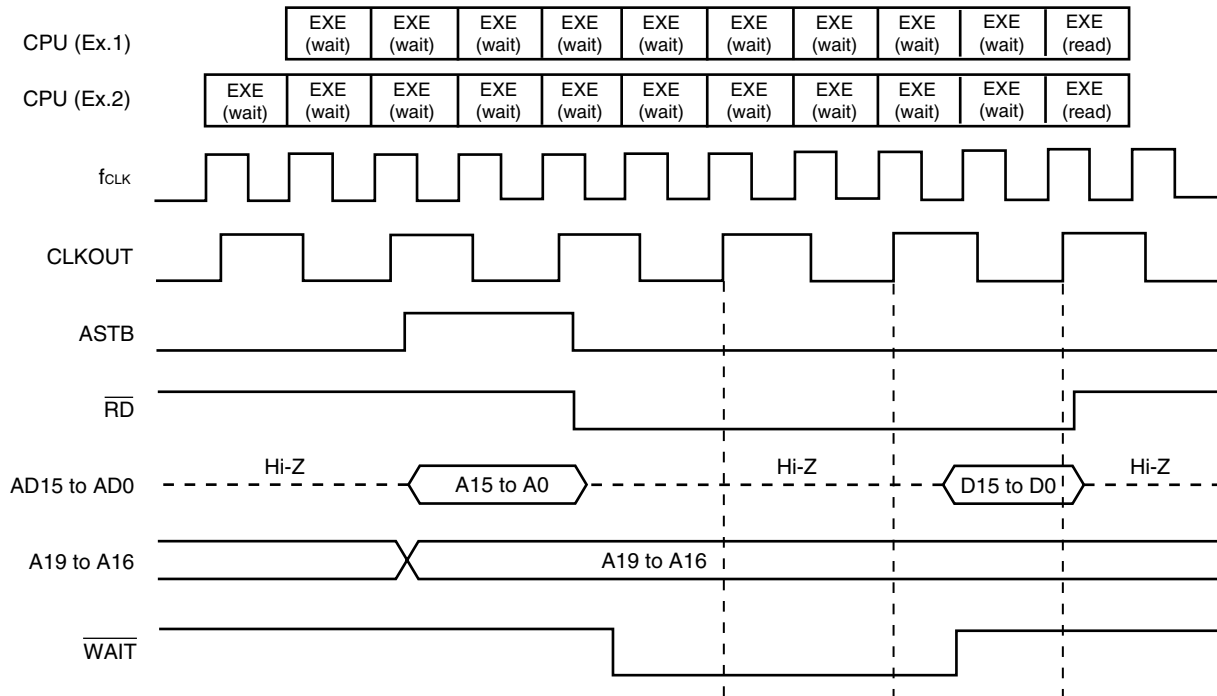 CPU (Ex.1)
EXE (wait) EXE (wait) EXE (wait) EXE (wait) EXE (wait) EXE (wait) EXE (wait) EXE (wait) EXE (wait) EXE (read)
CPU (Ex.2)
EXE (wait) EXE (wait) EXE (wait) EXE (wait) EXE (wait) EXE (wait) EXE (wait) EXE (wait) EXE (wait) EXE (wait) EXE (read)
fCLK
CLKOUT
ASTB
RD
AD15 to AD0 Hi-Z A15 to A0 Hi-Z D15 to D0 Hi-Z
A19 to A16 A19 to A16
WAIT